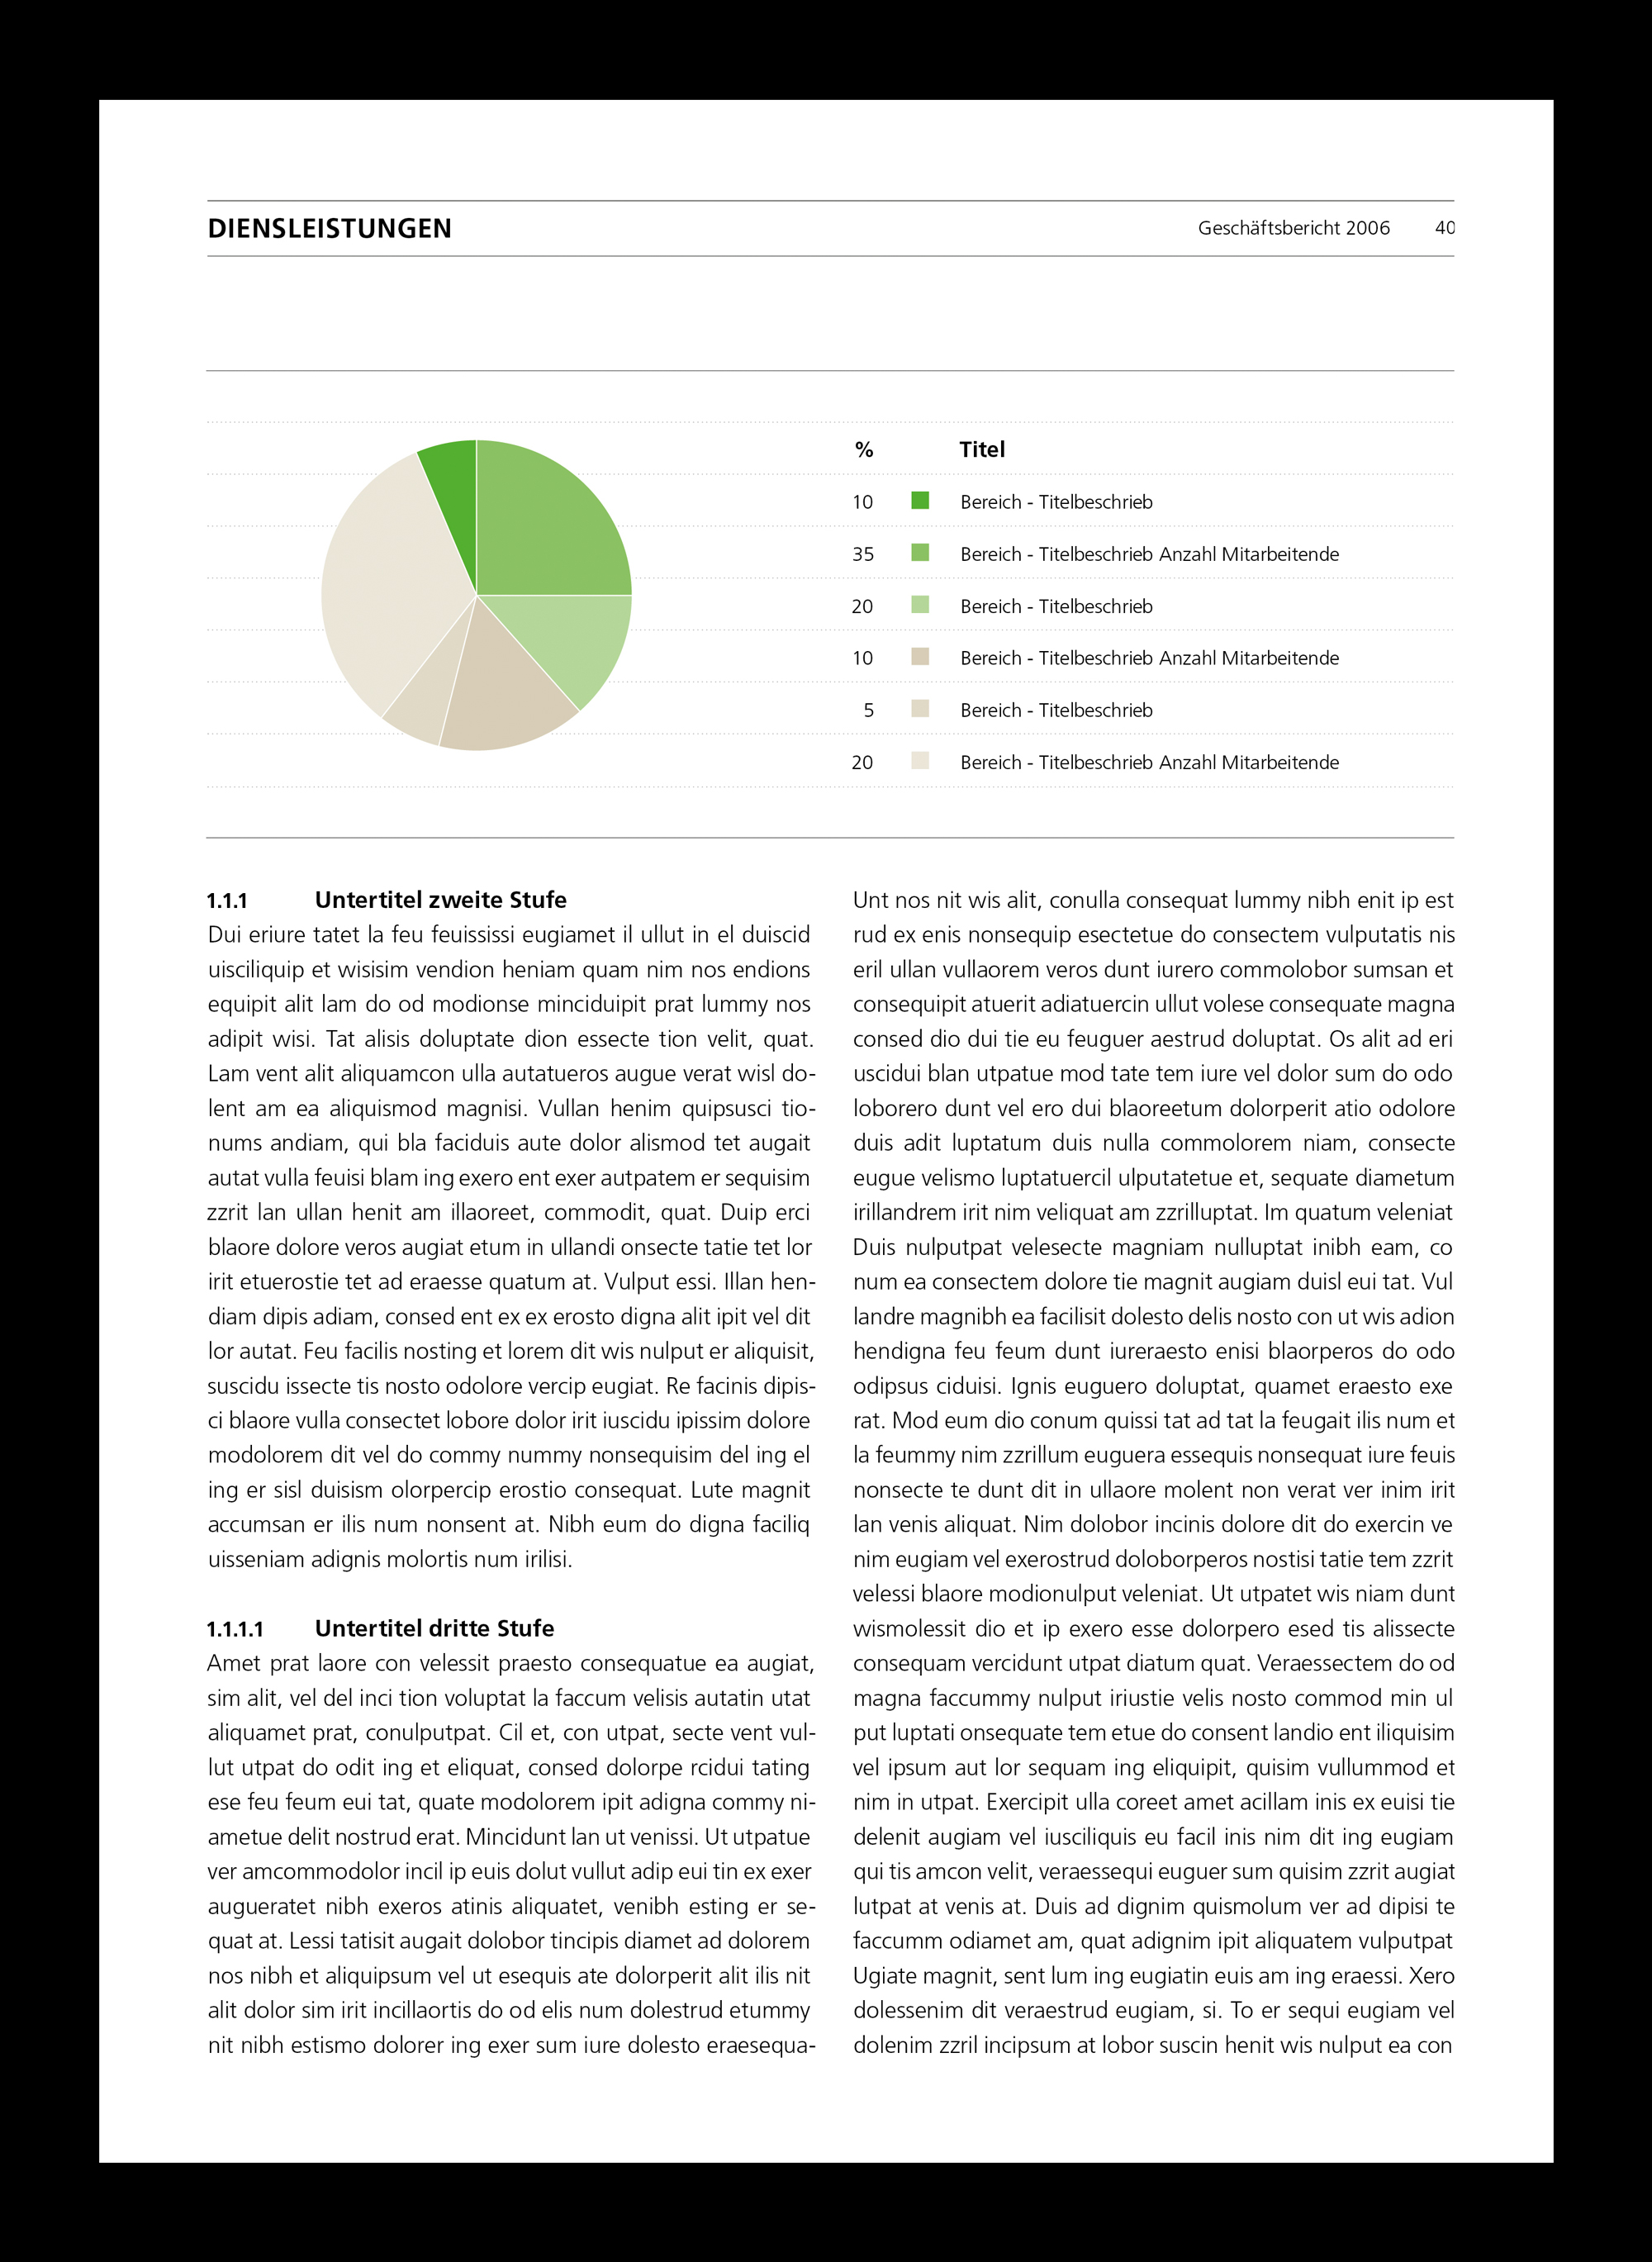 DIENSLEISTUNGEN
Geschäftsbericht 2006 40
% Titel
10 Bereich - Titelbeschrieb
35 Bereich - Titelbeschrieb Anzahl Mitarbeitende
20 Bereich - Titelbeschrieb
10 Bereich - Titelbeschrieb Anzahl Mitarbeitende
5 Bereich - Titelbeschrieb
20 Bereich - Titelbeschrieb Anzahl Mitarbeitende
1.1.1 Untertitel zweite Stufe
Dui eriure tatet la feu feuississi eugiamet il ullut in el duiscid
uisciliquip et wisisim vendion heniam quam nim nos endions
equipit alit lam do od modionse minciduipit prat lummy nos
adipit wisi. Tat alisis doluptate dion essecte tion velit, quat.
Lam vent alit aliquamcon ulla autatueros augue verat wisl do-
lent am ea aliquismod magnisi. Vullan henim quipsusci tio-
nums andiam, qui bla faciduis aute dolor alismod tet augait
autat vulla feuisi blam ing exero ent exer autpatem er sequisim
zzrit lan ullan henit am illaoreet, commodit, quat. Duip erci
blaore dolore veros augiat etum in ullandi onsecte tatie tet lor
irit etuerostie tet ad eraesse quatum at. Vulput essi. Illan hen-
diam dipis adiam, consed ent ex ex erosto digna alit ipit vel dit
lor autat. Feu facilis nosting et lorem dit wis nulput er aliquisit,
suscidu issecte tis nosto odolore vercip eugiat. Re facinis dipis-
ci blaore vulla consectet lobore dolor irit iuscidu ipissim dolore
modolorem dit vel do commy nummy nonsequisim del ing el
ing er sisl duisism olorpercip erostio consequat. Lute magnit
accumsan er ilis num nonsent at. Nibh eum do digna faciliq
uisseniam adignis molortis num irilisi.
1.1.1.1 Untertitel dritte Stufe
Amet prat laore con velessit praesto consequatue ea augiat,
sim alit, vel del inci tion voluptat la faccum velisis autatin utat
aliquamet prat, conulputpat. Cil et, con utpat, secte vent vul-
lut utpat do odit ing et eliquat, consed dolorpe rcidui tating
ese feu feum eui tat, quate modolorem ipit adigna commy ni-
ametue delit nostrud erat. Mincidunt lan ut venissi. Ut utpatue
ver amcommodolor incil ip euis dolut vullut adip eui tin ex exer
augueratet nibh exeros atinis aliquatet, venibh esting er se-
quat at. Lessi tatisit augait dolobor tincipis diamet ad dolorem
nos nibh et aliquipsum vel ut esequis ate dolorperit alit ilis nit
alit dolor sim irit incillaortis do od elis num dolestrud etummy
nit nibh estismo dolorer ing exer sum iure dolesto eraesequa-
Unt nos nit wis alit, conulla consequat lummy nibh enit ip est
rud ex enis nonsequip esectetue do consectem vulputatis nis
eril ullan vullaorem veros dunt iurero commolobor sumsan et
consequipit atuerit adiatuercin ullut volese consequate magna
consed dio dui tie eu feuguer aestrud doluptat. Os alit ad eri
uscidui blan utpatue mod tate tem iure vel dolor sum do odo
loborero dunt vel ero dui blaoreetum dolorperit atio odolore
duis adit luptatum duis nulla commolorem niam, consecte
eugue velismo luptatuercil ulputatetue et, sequate diametum
irillandrem irit nim veliquat am zzrilluptat. Im quatum veleniat
Duis nulputpat velesecte magniam nulluptat inibh eam, co
num ea consectem dolore tie magnit augiam duisl eui tat. Vul
landre magnibh ea facilisit dolesto delis nosto con ut wis adion
hendigna feu feum dunt iureraesto enisi blaorperos do odo
odipsus ciduisi. Ignis euguero doluptat, quamet eraesto exe
rat. Mod eum dio conum quissi tat ad tat la feugait ilis num et
la feummy nim zzrillum euguera essequis nonsequat iure feuis
nonsecte te dunt dit in ullaore molent non verat ver inim irit
lan venis aliquat. Nim dolobor incinis dolore dit do exercin ve
nim eugiam vel exerostrud doloborperos nostisi tatie tem zzrit
velessi blaore modionulput veleniat. Ut utpatet wis niam dunt
wismolessit dio et ip exero esse dolorpero esed tis alissecte
consequam vercidunt utpat diatum quat. Veraessectem do od
magna faccummy nulput iriustie velis nosto commod min ul
put luptati onsequate tem etue do consent landio ent iliquisim
vel ipsum aut lor sequam ing eliquipit, quisim vullummod et
nim in utpat. Exercipit ulla coreet amet acillam inis ex euisi tie
delenit augiam vel iusciliquis eu facil inis nim dit ing eugiam
qui tis amcon velit, veraessequi euguer sum quisim zzrit augiat
lutpat at venis at. Duis ad dignim quismolum ver ad dipisi te
faccumm odiamet am, quat adignim ipit aliquatem vulputpat
Ugiate magnit, sent lum ing eugiatin euis am ing eraessi. Xero
dolessenim dit veraestrud eugiam, si. To er sequi eugiam vel
dolenim zzril incipsum at lobor suscin henit wis nulput ea con